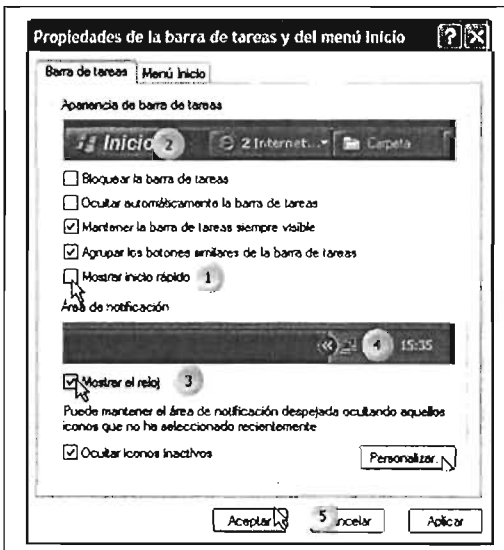 Propiedades de la barra de tareas y del menú Inicio
Barra de tareas Menú Inicio
Apariencia de barra de tareas
Inicio 2 2 Internet... Carpeta
Bloquear la barra de tareas
Ocultar automáticamente la barra de tareas
Mantener la barra de tareas siempre visible
Agrupar los botones similares de la barra de tareas
Mostrar inicio rápido 1
Área de notificación
4 15:35
Mostrar el reloj 3
Puede mantener el área de notificación despejada ocultando aquellos
iconos que no ha seleccionado recientemente
Ocultar iconos inactivos
Personalizar.
Aceptar 5 ncelar Aplicar